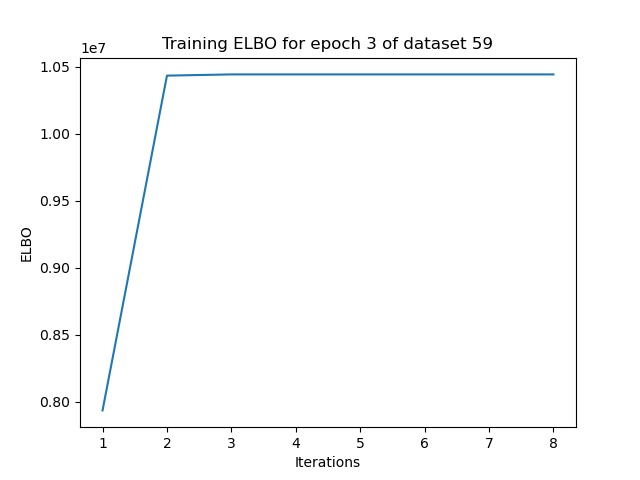 Training ELBO for epoch 3 of dataset 59
1e7
1.05
1.00
0.95
0.90
0.85
0.80
ELBO
1 2 3 4 5 6 7 8
Iterations